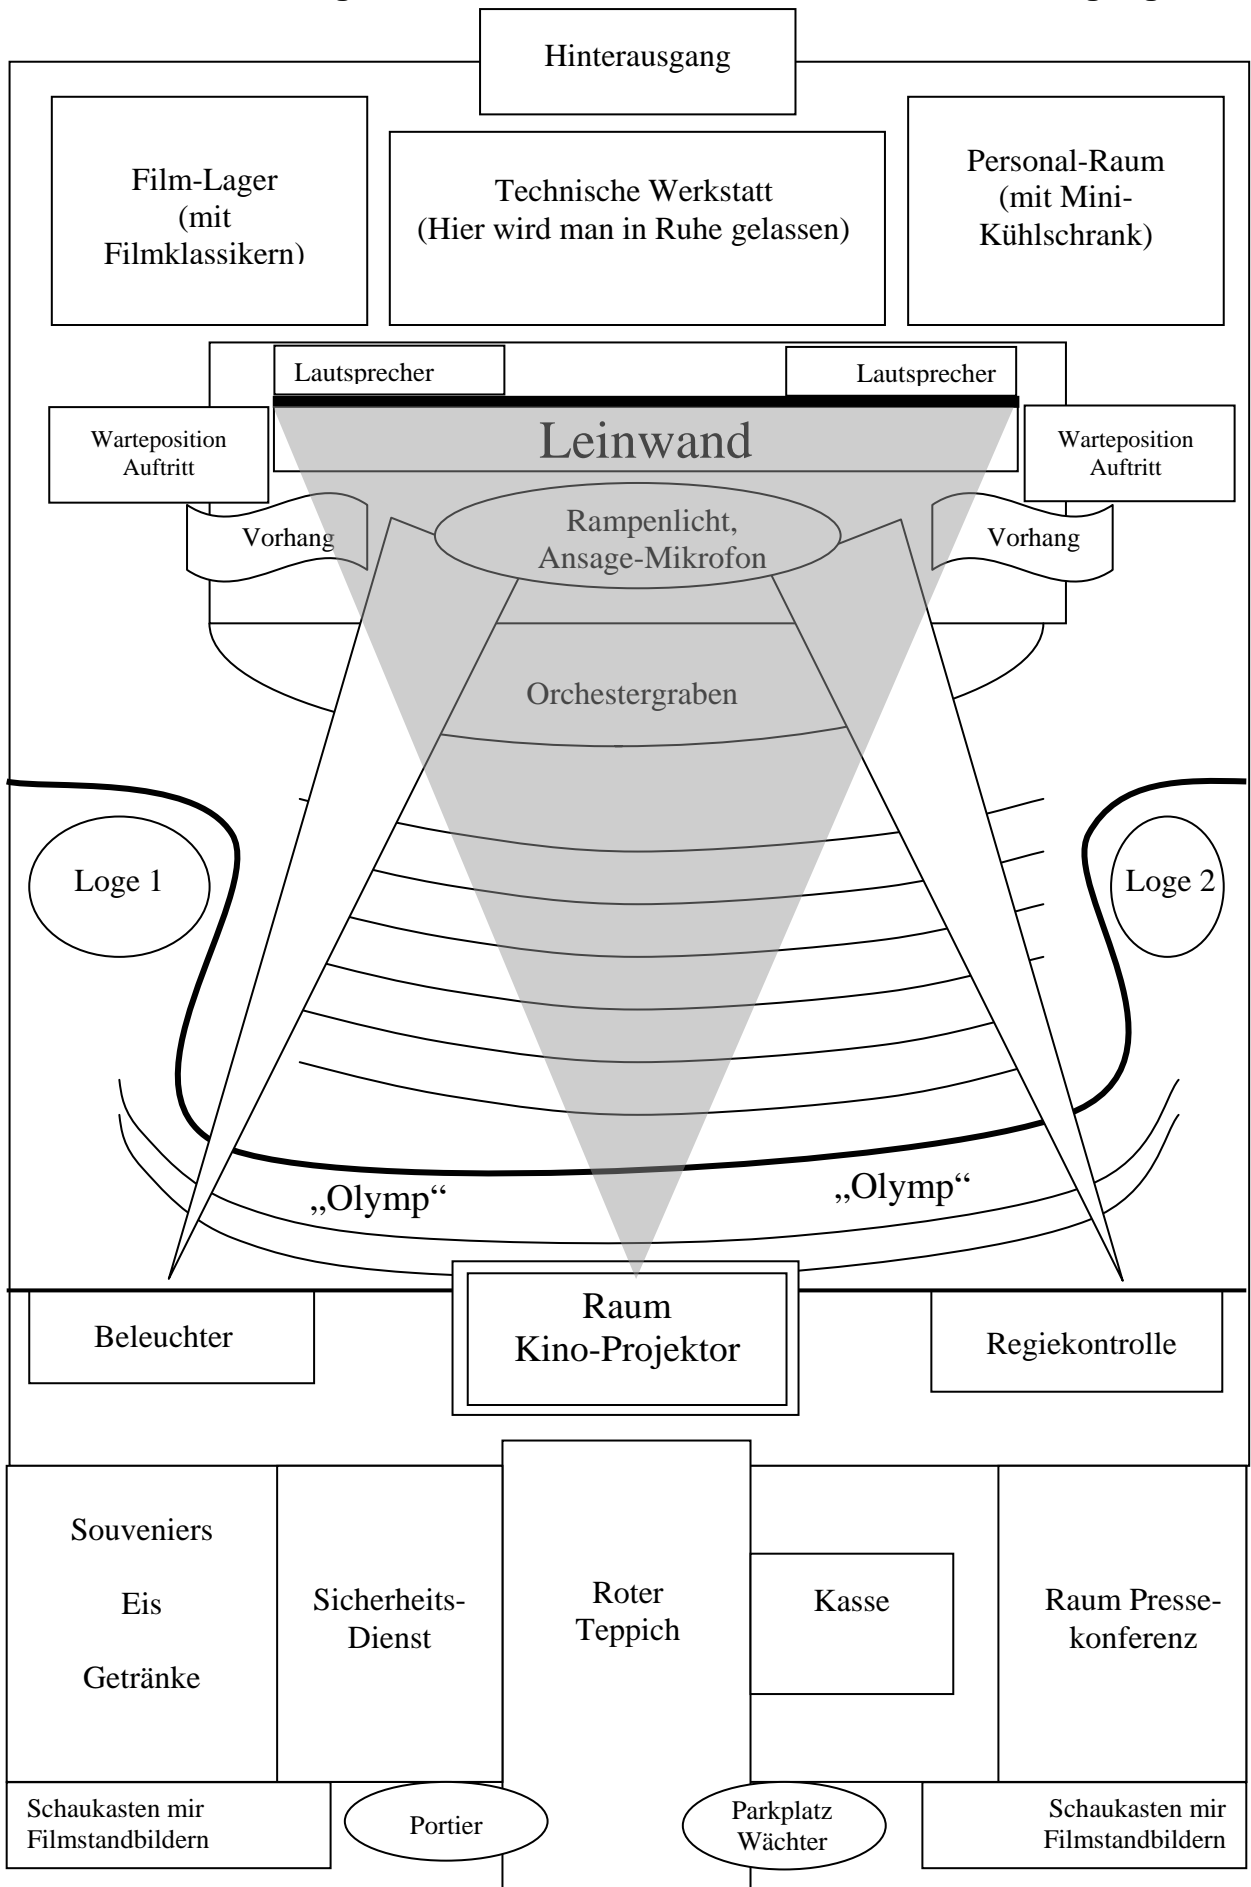 Hinterausgang
Film-Lager
(mit
Filmklassikern)
Technische Werkstatt
(Hier wird man in Ruhe gelassen)
Personal-Raum
(mit Mini-
Kühlschrank)
Lautsprecher
Lautsprecher
Warteposition
Auftritt
Leinwand
Warteposition
Auftritt
Vorhang
Rampenlicht,
Ansage-Mikrofon
Vorhang
Orchestergraben
Loge 1
Loge 2
„Olymp“
„Olymp“
Beleuchter
Raum
Kino-Projektor
Regiekontrolle
Souveniers
Eis
Getränke
Sicherheits-
Dienst
Roter
Teppich
Kasse
Raum Presse-
konferenz
Schaukasten mir
Filmstandbildern
Portier
Parkplatz
Wächter
Schaukasten mir
Filmstandbildern